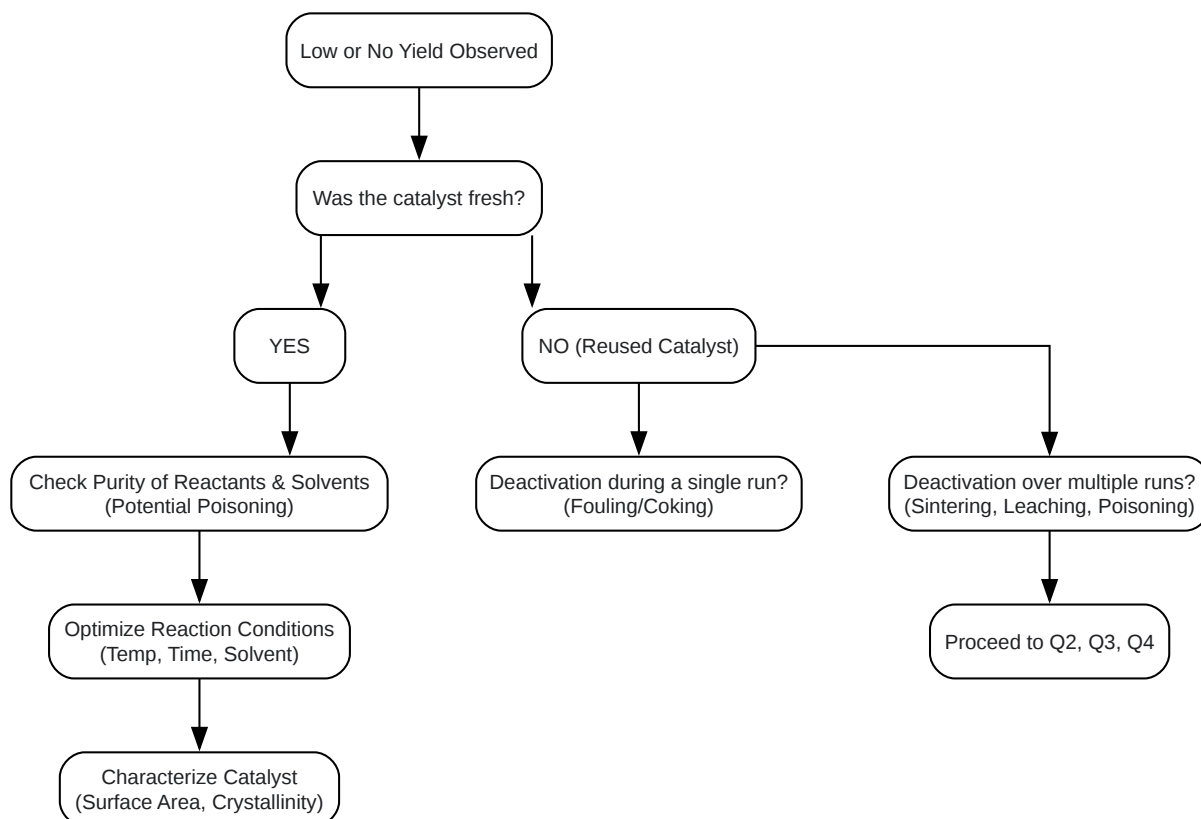 Low or No Yield Observed
Was the catalyst fresh?
YES
NO (Reused Catalyst)
Check Purity of Reactants & Solvents
(Potential Poisoning)
Deactivation during a single run?
(Fouling/Coking)
Deactivation over multiple runs?
(Sintering, Leaching, Poisoning)
Optimize Reaction Conditions
(Temp, Time, Solvent)
Proceed to Q2, Q3, Q4
Characterize Catalyst
(Surface Area, Crystallinity)